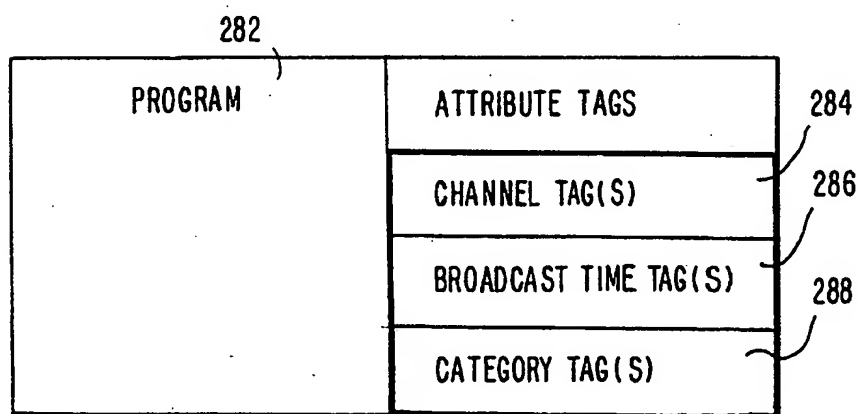 282
PROGRAM
ATTRIBUTE TAGS
284
CHANNEL TAG(S)
286
BROADCAST TIME TAG(S)
288
CATEGORY TAG(S)